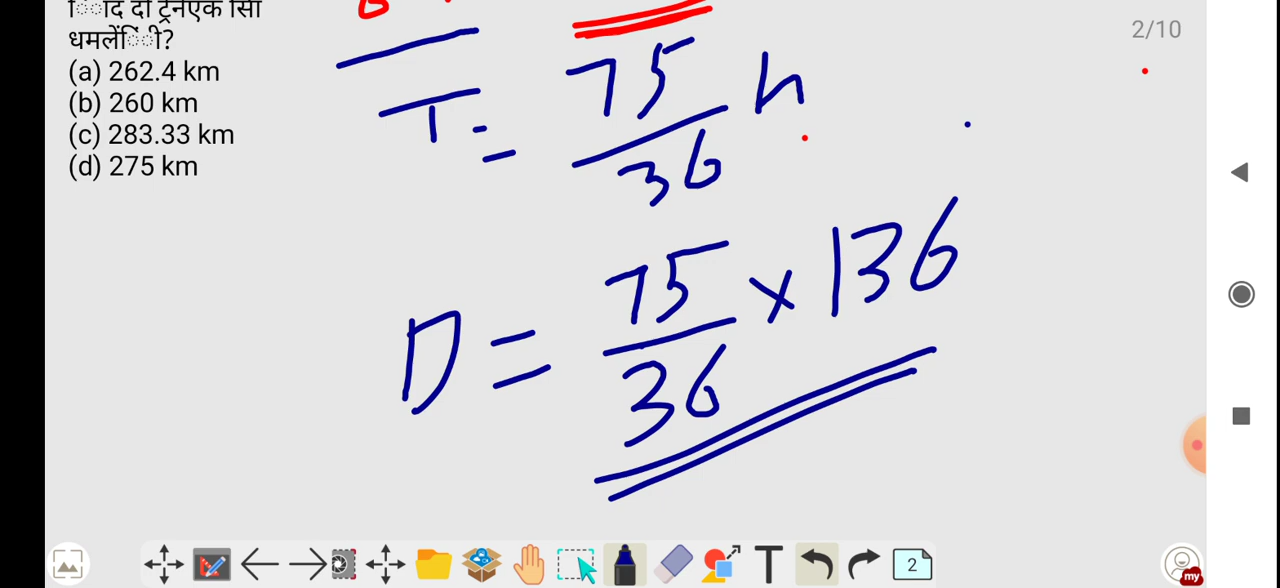 धमलेंिंी?
(a) 262.4 km
(b) 260 km
(c) 283.33 km
(d) 275 km
2/10
T = 75/36 h
D = 75/36 × 136
T
2
my